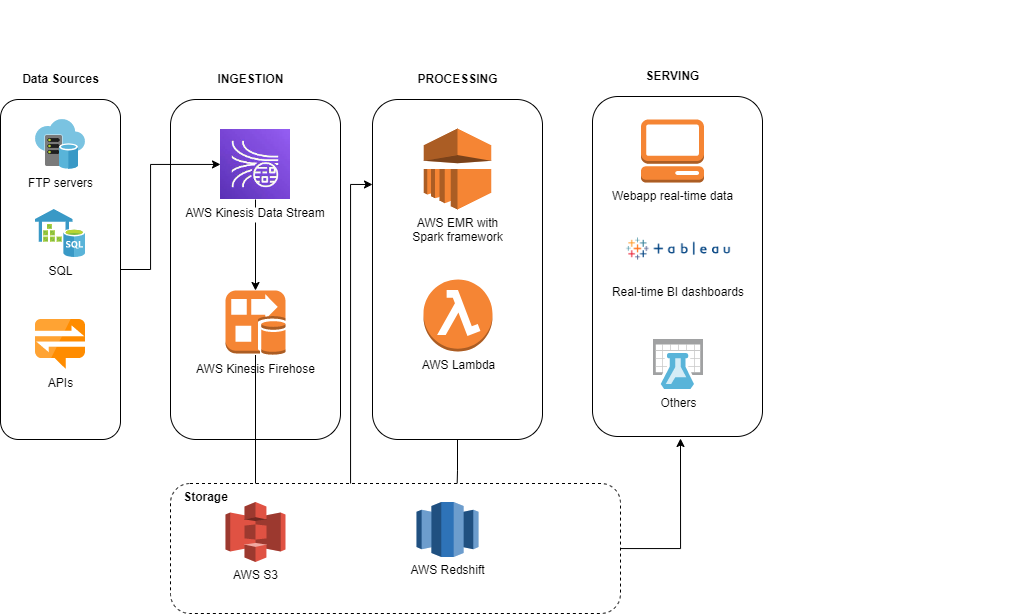 Data Sources
FTP servers
SQL
SQL
APIs
INGESTION
AWS Kinesis Data Stream
AWS Kinesis Firehose
PROCESSING
AWS EMR with
Spark framework
AWS Lambda
SERVING
Webapp real-time data
+ableau
Real-time BI dashboards
Others
Storage
AWS S3
AWS Redshift